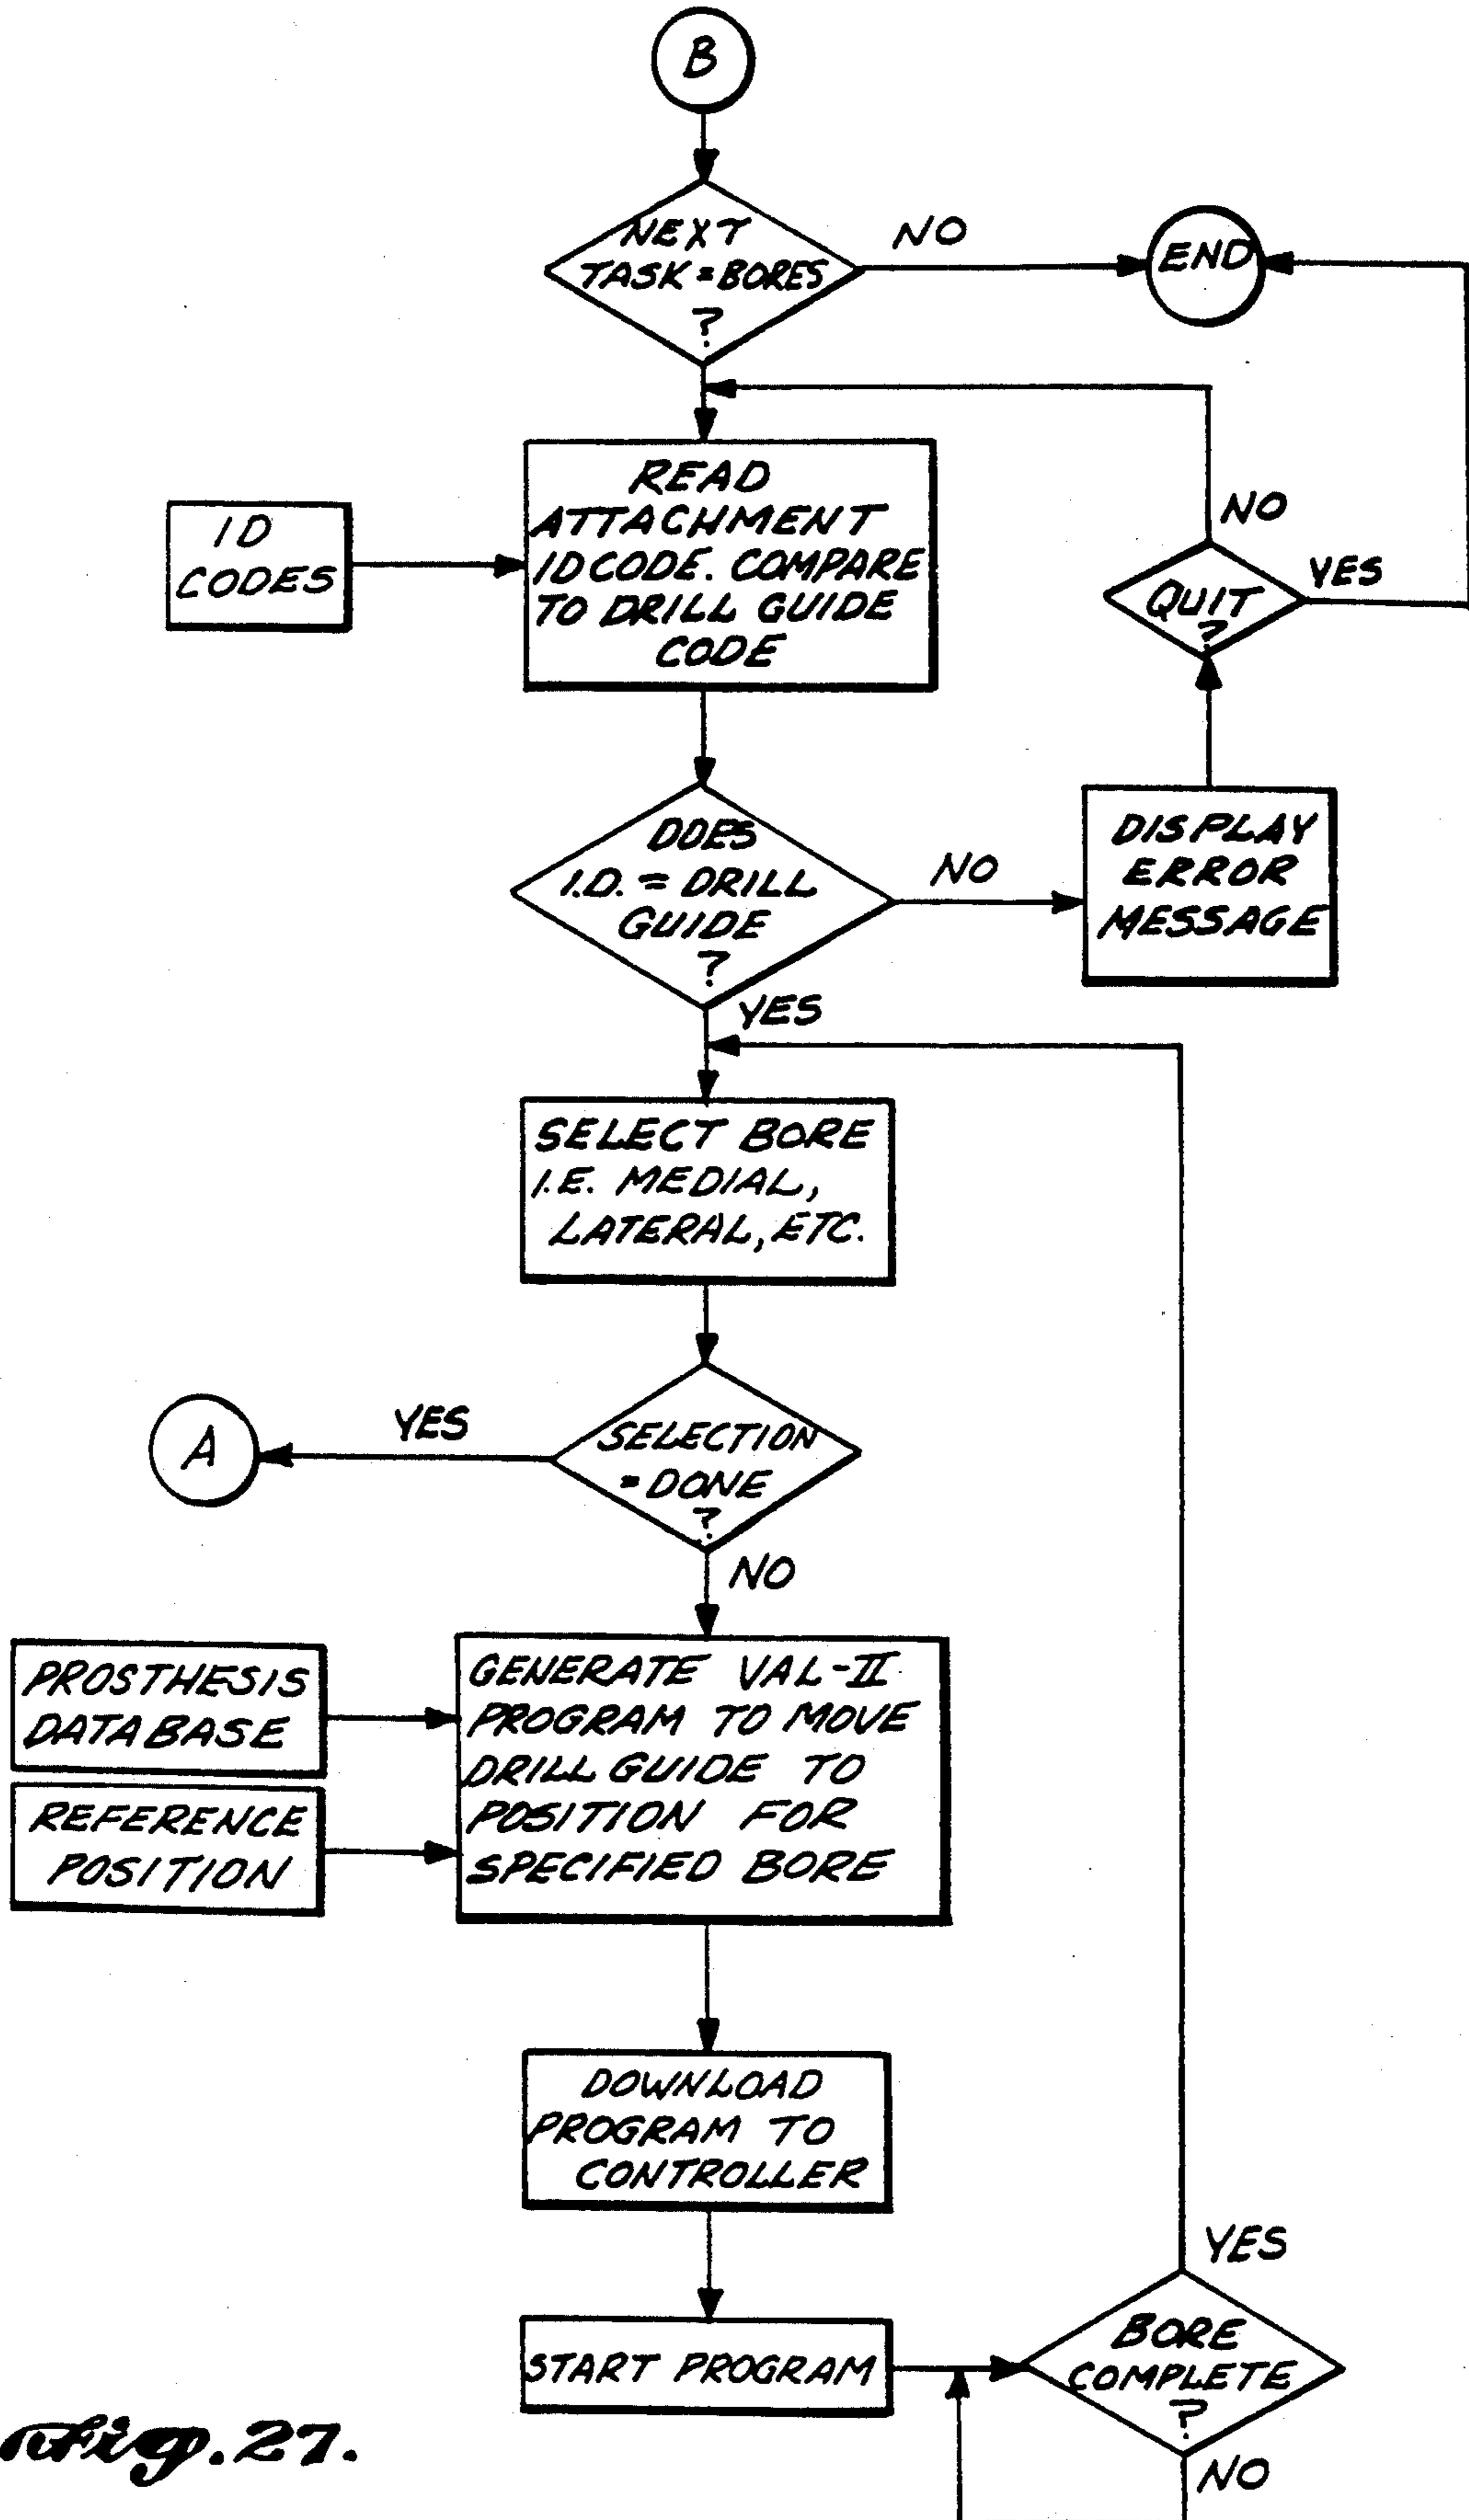 B
NEXT
TASK = BORES
?
NO
END
READ
ATTACHMENT
ID CODE. COMPARE
TO DRILL GUIDE
CODE
ID
CODES
NO
QUIT
?
YES
DOES
I.D. = DRILL
GUIDE
?
NO
DISPLAY
ERROR
MESSAGE
YES
SELECT BORE
I.E. MEDIAL,
LATERAL, ETC.
A
YES
SELECTION
= DONE
?
NO
PROSTHESIS
DATABASE
REFERENCE
POSITION
GENERATE VAL-II
PROGRAM TO MOVE
DRILL GUIDE TO
POSITION FOR
SPECIFIED BORE
DOWNLOAD
PROGRAM TO
CONTROLLER
START PROGRAM
YES
BORE
COMPLETE
?
NO
Fig. 27.